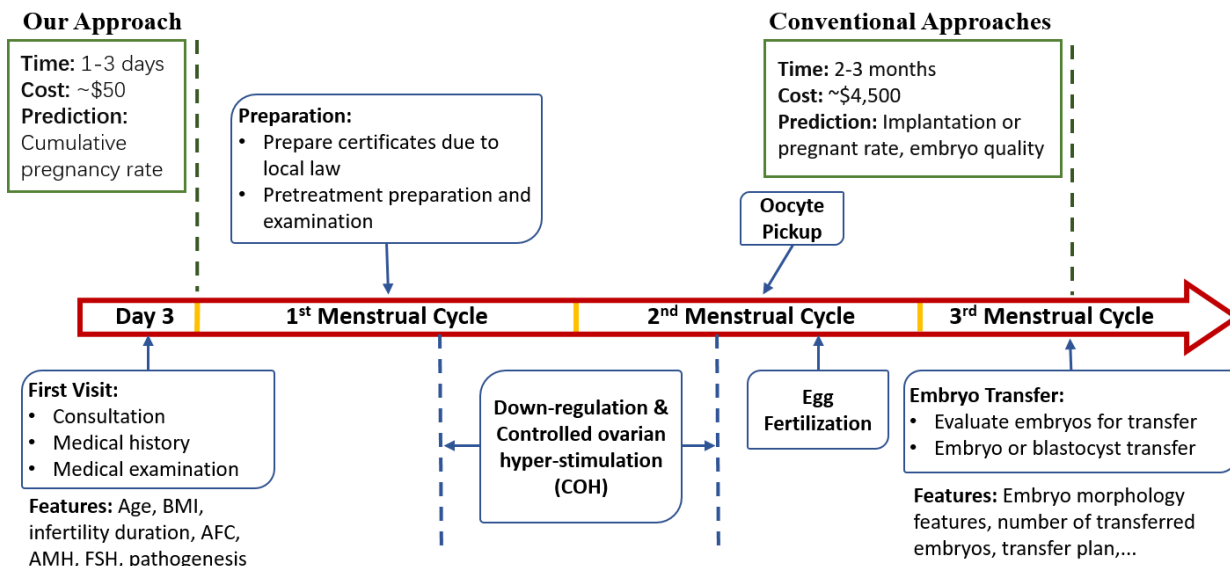 Our Approach
Time: 1-3 days
Cost: ~$50
Prediction:
Cumulative
pregnancy rate
Conventional Approaches
Time: 2-3 months
Cost: ~$4,500
Prediction: Implantation or
pregnant rate, embryo quality
Preparation:
• Prepare certificates due to
local law
• Pretreatment preparation and
examination
Oocyte
Pickup
Day 3
1st Menstrual Cycle
2nd Menstrual Cycle
3rd Menstrual Cycle
First Visit:
• Consultation
• Medical history
• Medical examination
Features: Age, BMI,
infertility duration, AFC,
AMH, FSH, pathogenesis
Down-regulation &
Controlled ovarian
hyper-stimulation
(COH)
Egg
Fertilization
Embryo Transfer:
• Evaluate embryos for transfer
• Embryo or blastocyst transfer
Features: Embryo morphology
features, number of transferred
embryos, transfer plan,...